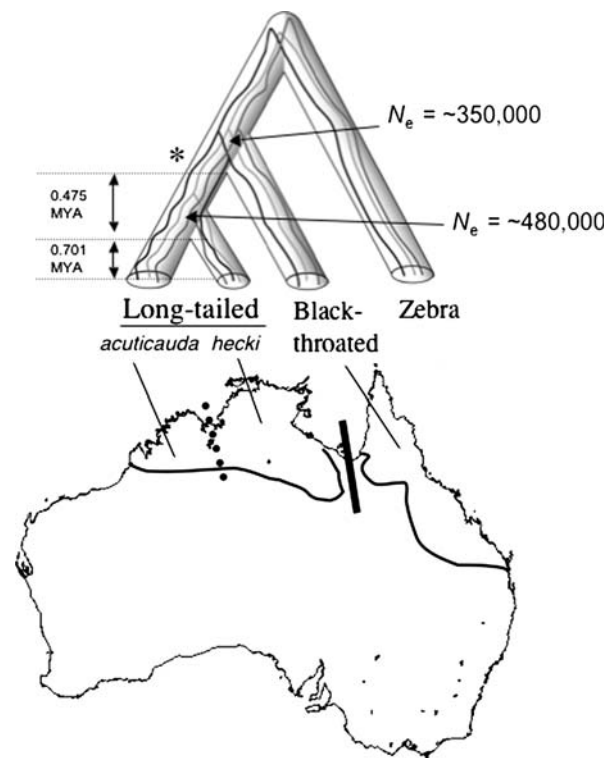 Ne = ~350,000
*
0.475
MYA
Ne = ~480,000
0.701
MYA
Long-tailed Black-throated Zebra
acuticauda hecki